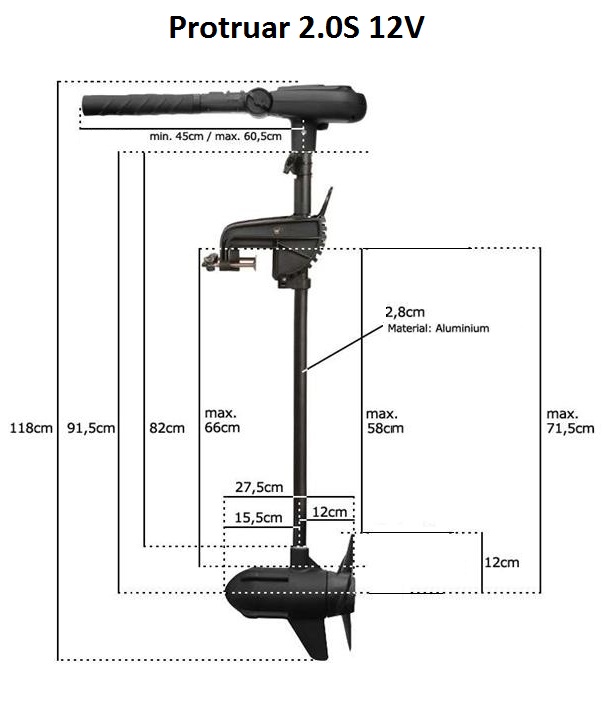 Protruar 2.0S 12V
min. 45cm / max. 60,5cm
2,8cm
Material: Aluminium
118cm
91,5cm
82cm
max.
66cm
max.
58cm
max.
71,5cm
27,5cm
15,5cm
12cm
12cm